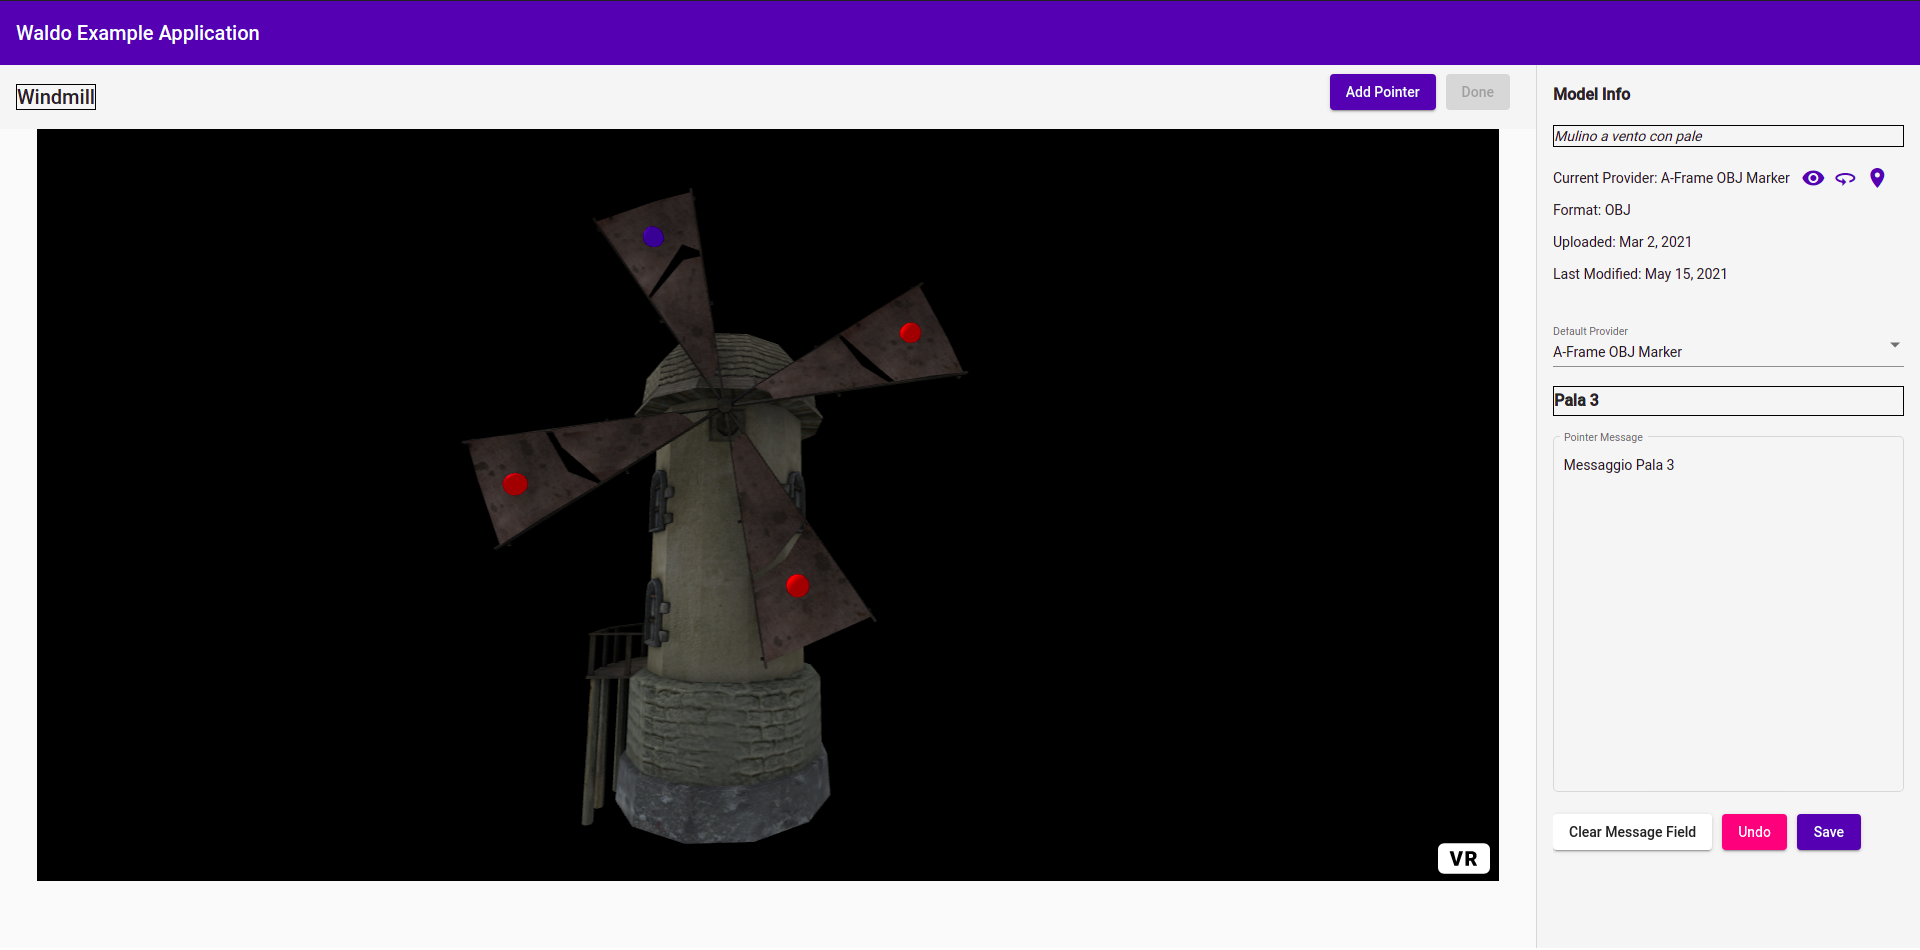 Waldo Example Application
Windmill
Add Pointer
Done
VR
Model Info
Mulino a vento con pale
Current Provider: A-Frame OBJ Marker
Format: OBJ
Uploaded: Mar 2, 2021
Last Modified: May 15, 2021
Default Provider
A-Frame OBJ Marker
Pala 3
Pointer Message
Messaggio Pala 3
Clear Message Field
Undo
Save